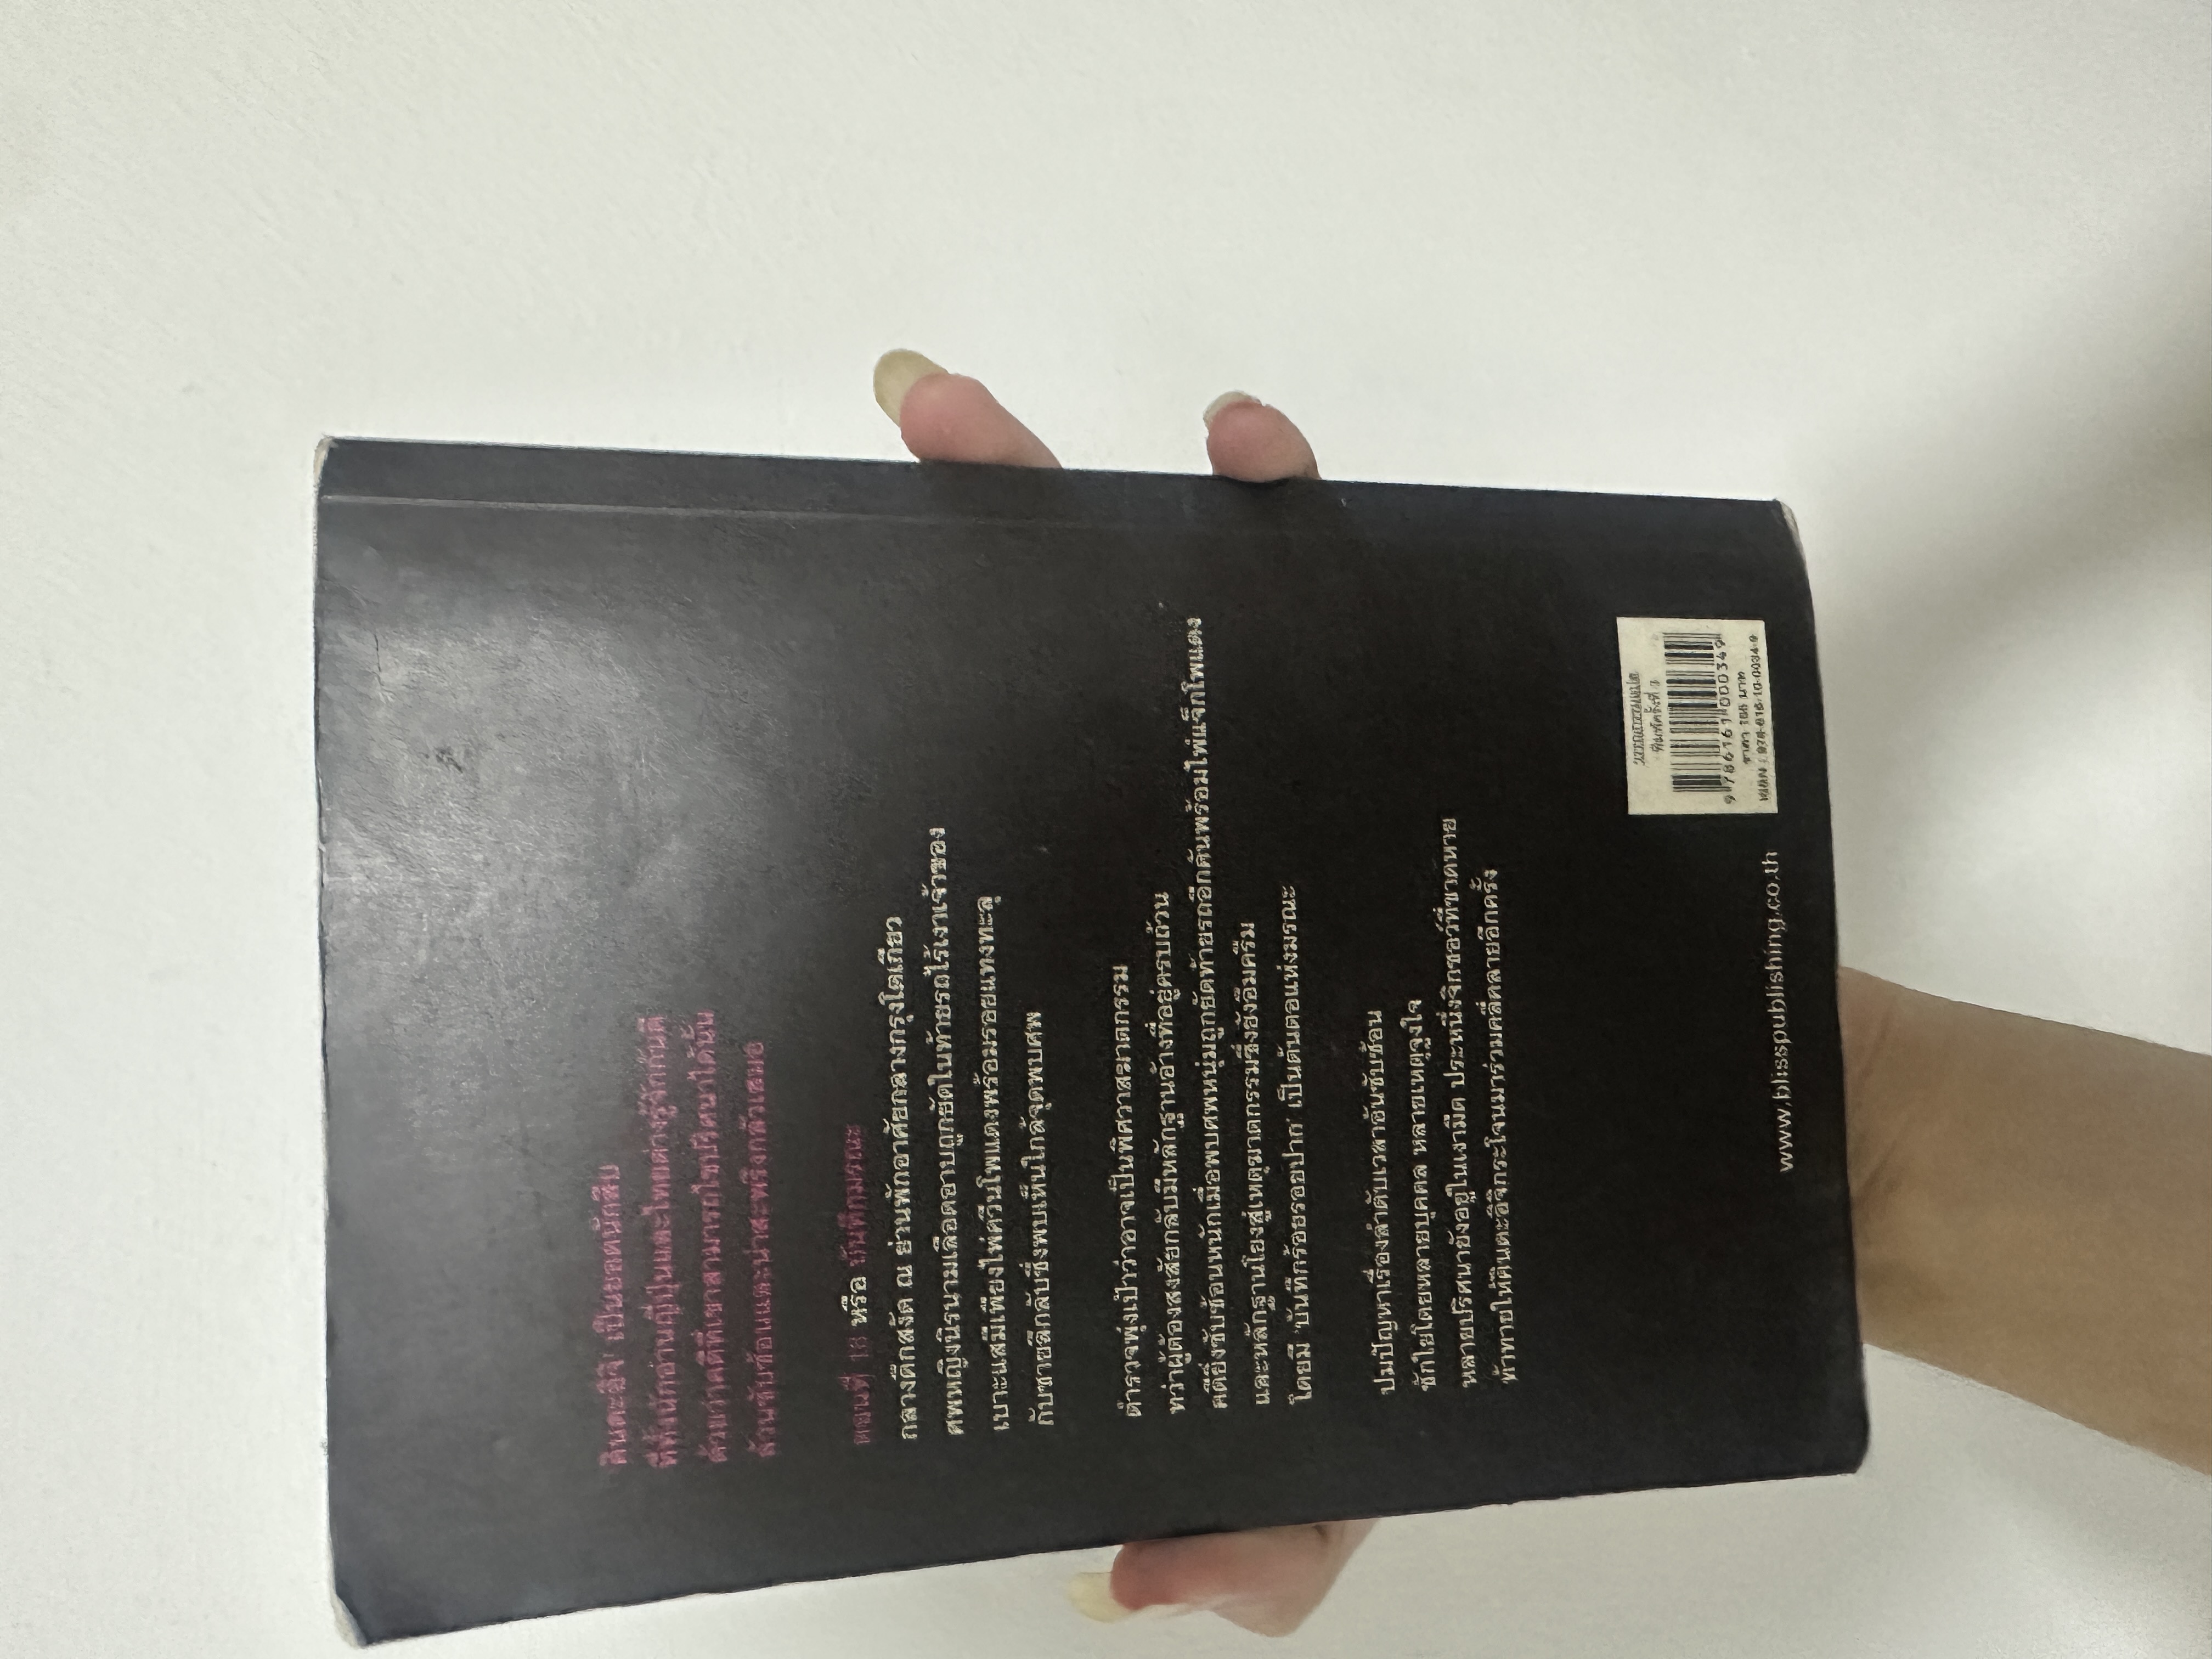 คินดะอิจิ เป็นยอดนักสืบ
ที่ทั้งนักอ่านญี่ปุ่นและไทยต่างรู้จักกันดี
ด้วยว่าคดีที่เขาสามารถไขปริศนาได้นั้น
ล้วนซับซ้อนและน่าสะพรึงกลัวเสมอ
ตอนที่ หรือ บันทึกมรณะ
กลางดึกสงัด ณ ย่านพักอาศัยกลางกรุงโตเกียว
ศพหญิงนิรนามเลือดอาบถูกยัดในท้ายรถไร้เงาเจ้าของ
เบาะแสมีเพียงไพ่ควีนโพแดงพร้อมรอยแทงทะลุ
กับชายลึกลับซึ่งพบเห็นใกล้จุดพบศพ
ตำรวจพุ่งเป้าว่าอาจเป็นพิศวาสฆาตกรรม
ทว่าผู้ต้องสงสัยกลับมีหลักฐานอ้างที่อยู่ครบถ้วน
คดียิ่งซับซ้อนหนักเมื่อพบศพหนุ่มถูกยัดท้ายรถอีกคันพร้อมไพ่แจ็กโพแดง
และหลักฐานโยงสู่เหตุฆาตกรรมซึ่งยังอึมครึม
โดยมี 'บันทึกร้อยรอยปาก' เป็นต้นตอแห่งมรณะ
ปมปัญหาเรื่องลำดับเวลาอันซับซ้อน
ชักใยโดยหลายบุคคล หลายเหตุจูงใจ
หลายปริศนายังอยู่ในเงามืด ประหนึ่งจิกซอว์ที่ขาดหาย
ท้าทายให้คินดะอิจิกระโจนมาร่วมคลี่คลายอีกครั้ง
วรรณกรรมแปล
พิมพ์ครั้งที่
9 786161 000349
ราคา บาท
ISBN : 978-616-10-0034-9
www.blisspublishing.co.th